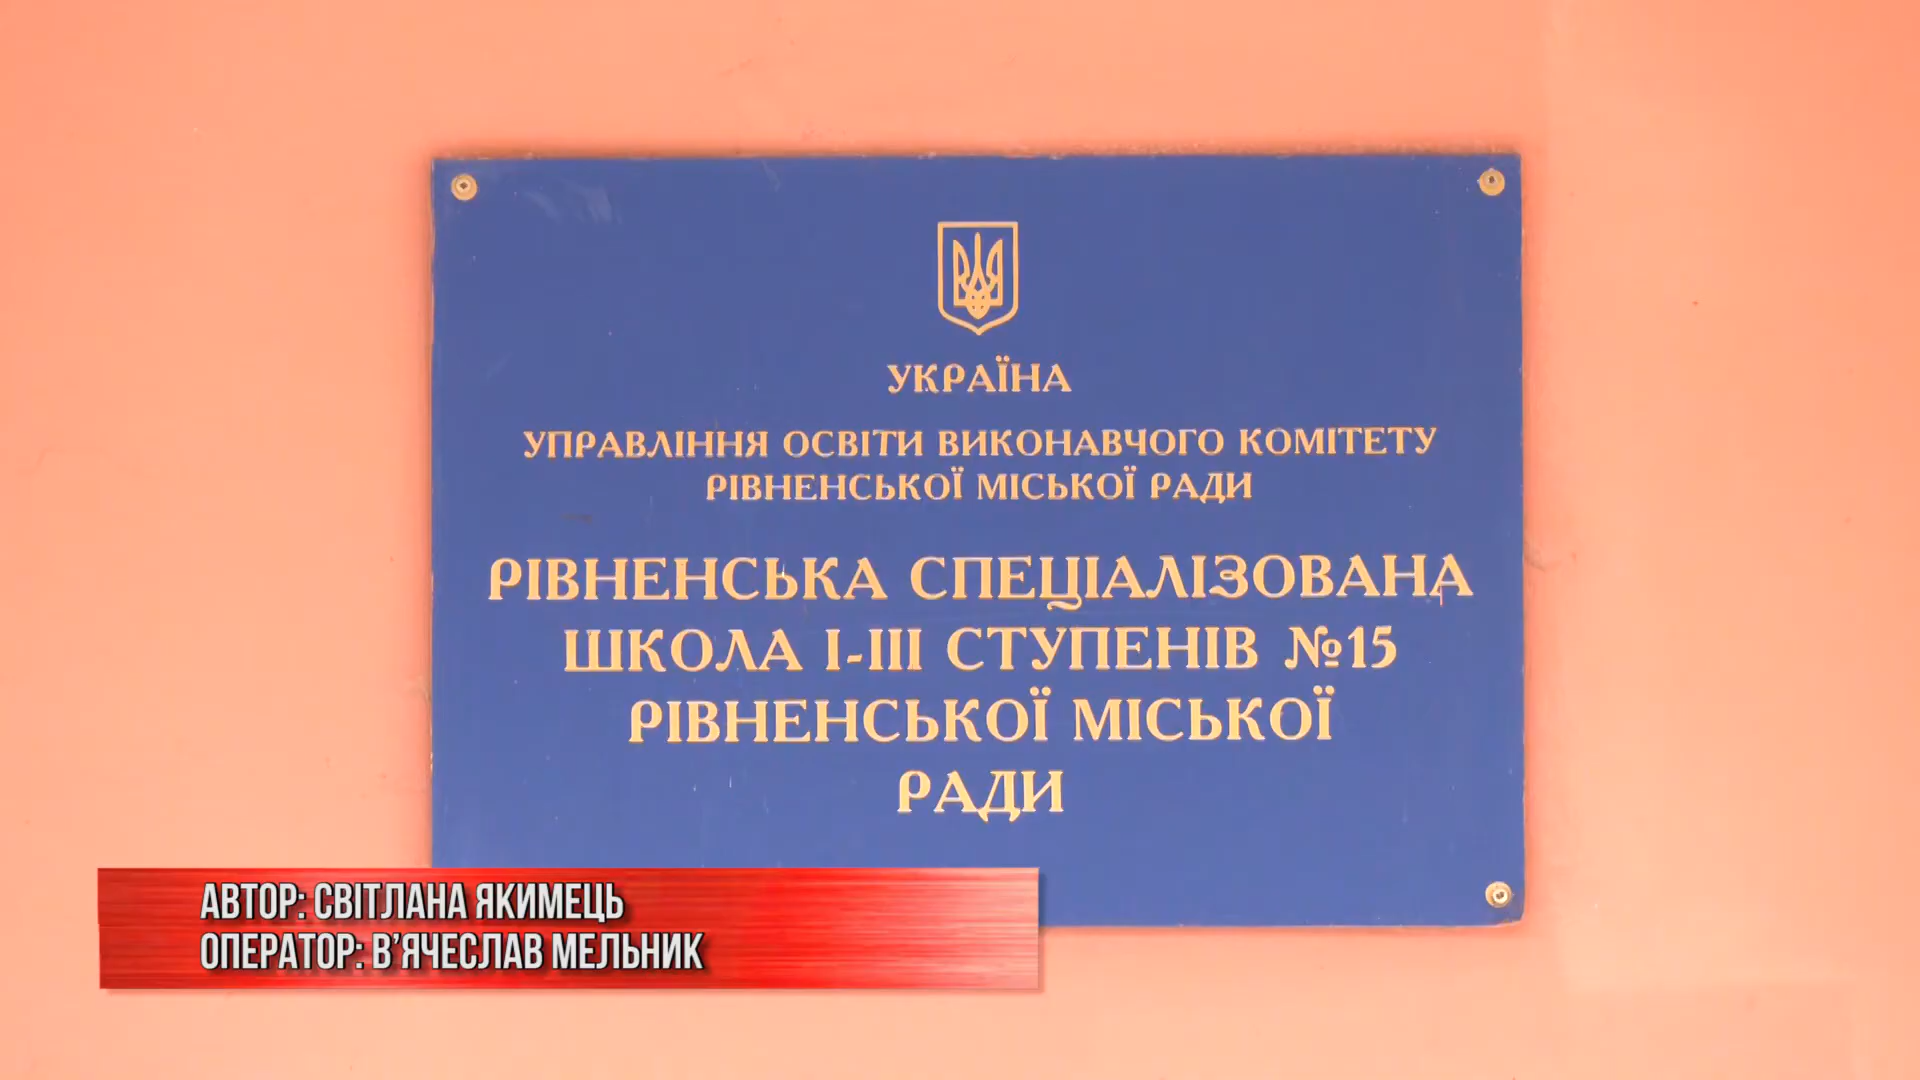 УКРАЇНА
УПРАВЛІННЯ ОСВІТИ ВИКОНАВЧОГО КОМІТЕТУ
РІВНЕНСЬКОЇ МІСЬКОЇ РАДИ
РІВНЕНСЬКА СПЕЦІАЛІЗОВАНА
ШКОЛА І-ІІІ СТУПЕНІВ №15
РІВНЕНСЬКОЇ МІСЬКОЇ
РАДИ
АВТОР: СВІТЛАНА ЯКИМЕЦЬ
ОПЕРАТОР: В’ЯЧЕСЛАВ МЕЛЬНИК